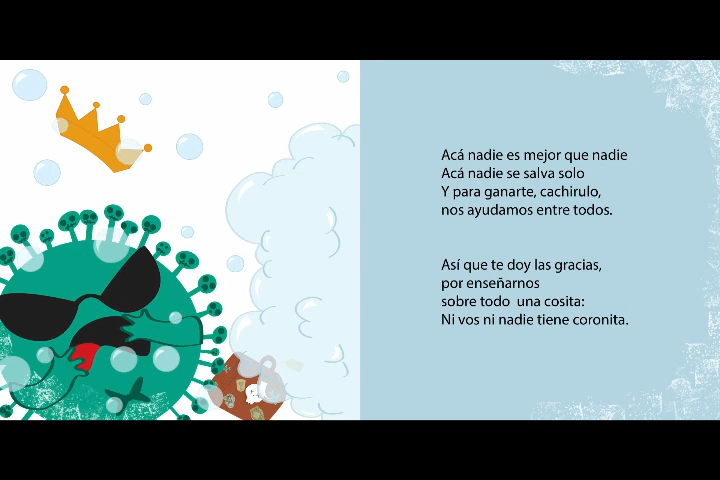 Acá nadie es mejor que nadie
Acá nadie se salva solo
Y para ganarte, cachirulo,
nos ayudamos entre todos.
Así que te doy las gracias,
por enseñarnos
sobre todo  una cosita:
Ni vos ni nadie tiene coronita.